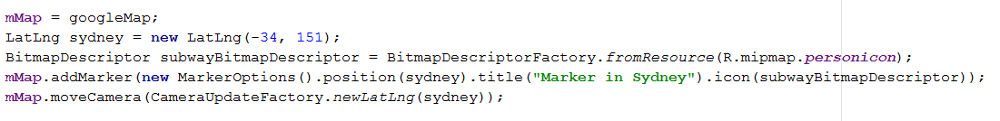 mMap = googleMap;
LatLng sydney = new LatLng(-34, 151);
BitmapDescriptor subwayBitmapDescriptor = BitmapDescriptorFactory.fromResource(R.mipmap.personicon);
mMap.addMarker(new MarkerOptions().position(sydney).title("Marker in Sydney").icon(subwayBitmapDescriptor));
mMap.moveCamera(CameraUpdateFactory.newLatLng(sydney));